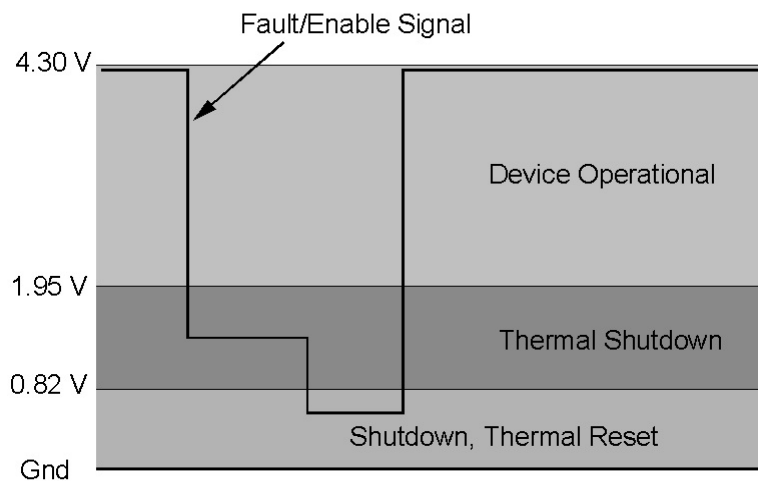 Fault/Enable Signal
4.30 V
Device Operational
1.95 V
Thermal Shutdown
0.82 V
Shutdown, Thermal Reset
Gnd